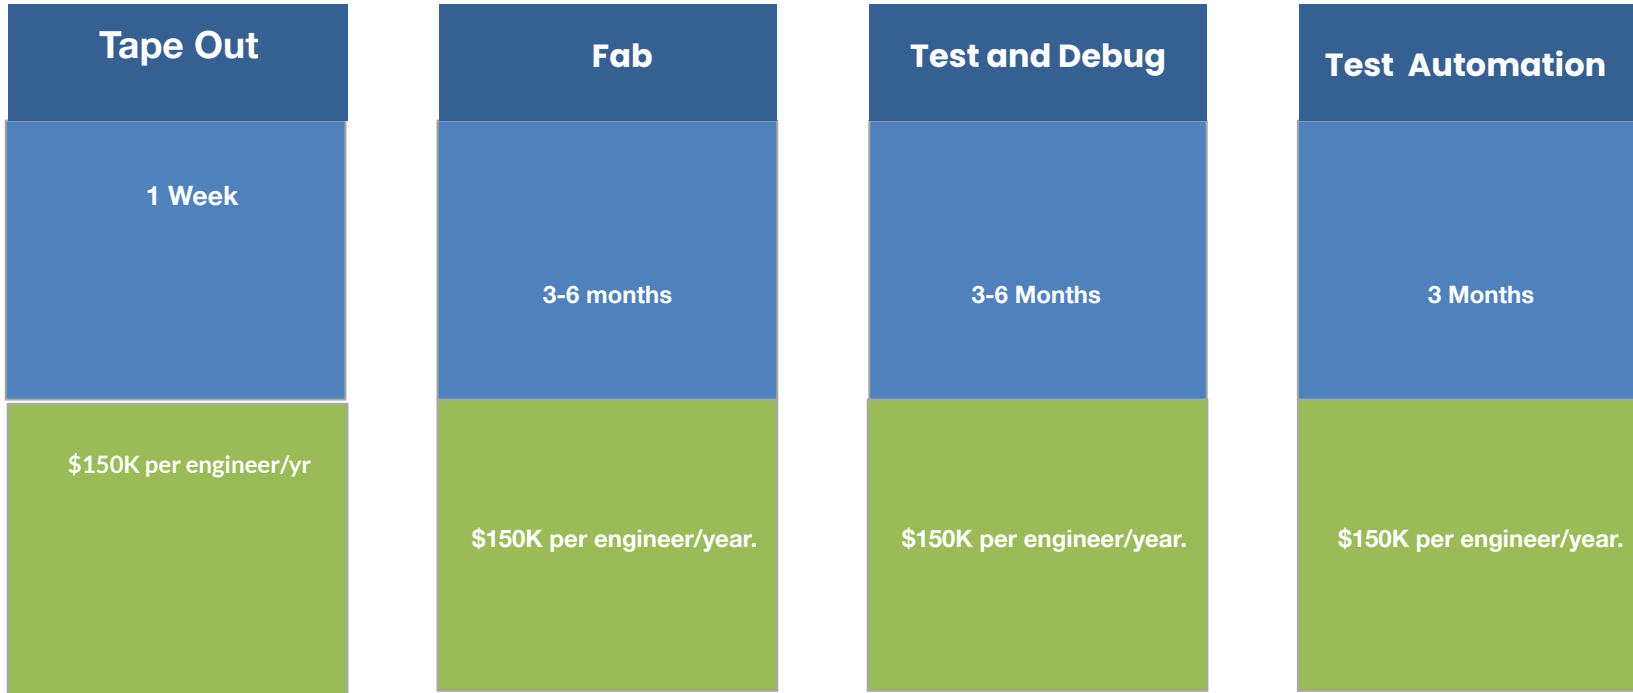 Tape Out
Fab
Test and Debug
Test Automation
1 Week
3-6 months
3-6 Months
3 Months
$150K per engineer/yr
$150K per engineer/year.
$150K per engineer/year.
$150K per engineer/year.